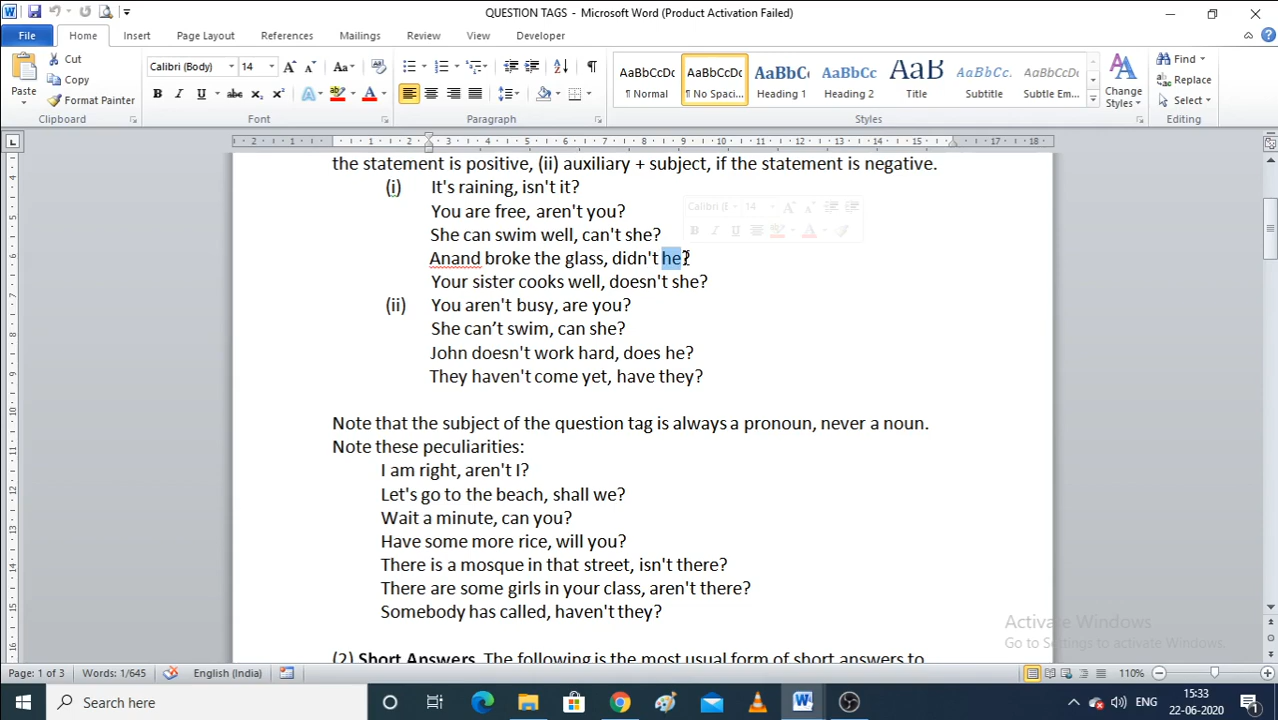 QUESTION TAGS - Microsoft Word (Product Activation Failed)
File Home Insert Page Layout References Mailings Review View Developer
Paste Cut Copy Format Painter Clipboard
Calibri (Body) 14 Font
Paragraph
AaBbCcDc ¶ Normal AaBbCcDc ¶ No Spaci... AaBbCc Heading 1 AaBbCc Heading 2 AaB Title AaBbCcDc Subtitle AaBbCcDc Subtle Em... Change Styles Styles
Find Replace Select Editing
the statement is positive, (ii) auxiliary + subject, if the statement is negative.
(i) It's raining, isn't it?
You are free, aren't you?
She can swim well, can't she?
Anand broke the glass, didn't he?
Your sister cooks well, doesn't she?
(ii) You aren't busy, are you?
She can’t swim, can she?
John doesn't work hard, does he?
They haven't come yet, have they?
Note that the subject of the question tag is always a pronoun, never a noun.
Note these peculiarities:
I am right, aren't I?
Let's go to the beach, shall we?
Wait a minute, can you?
Have some more rice, will you?
There is a mosque in that street, isn't there?
There are some girls in your class, aren't there?
Somebody has called, haven't they?
(2) Short Answers. The following is the most usual form of short answers to
Activate Windows
Go to Settings to activate Windows.
Page: 1 of 3 Words: 1/645 English (India) 110%
Search here ENG 15:33
22-06-2020